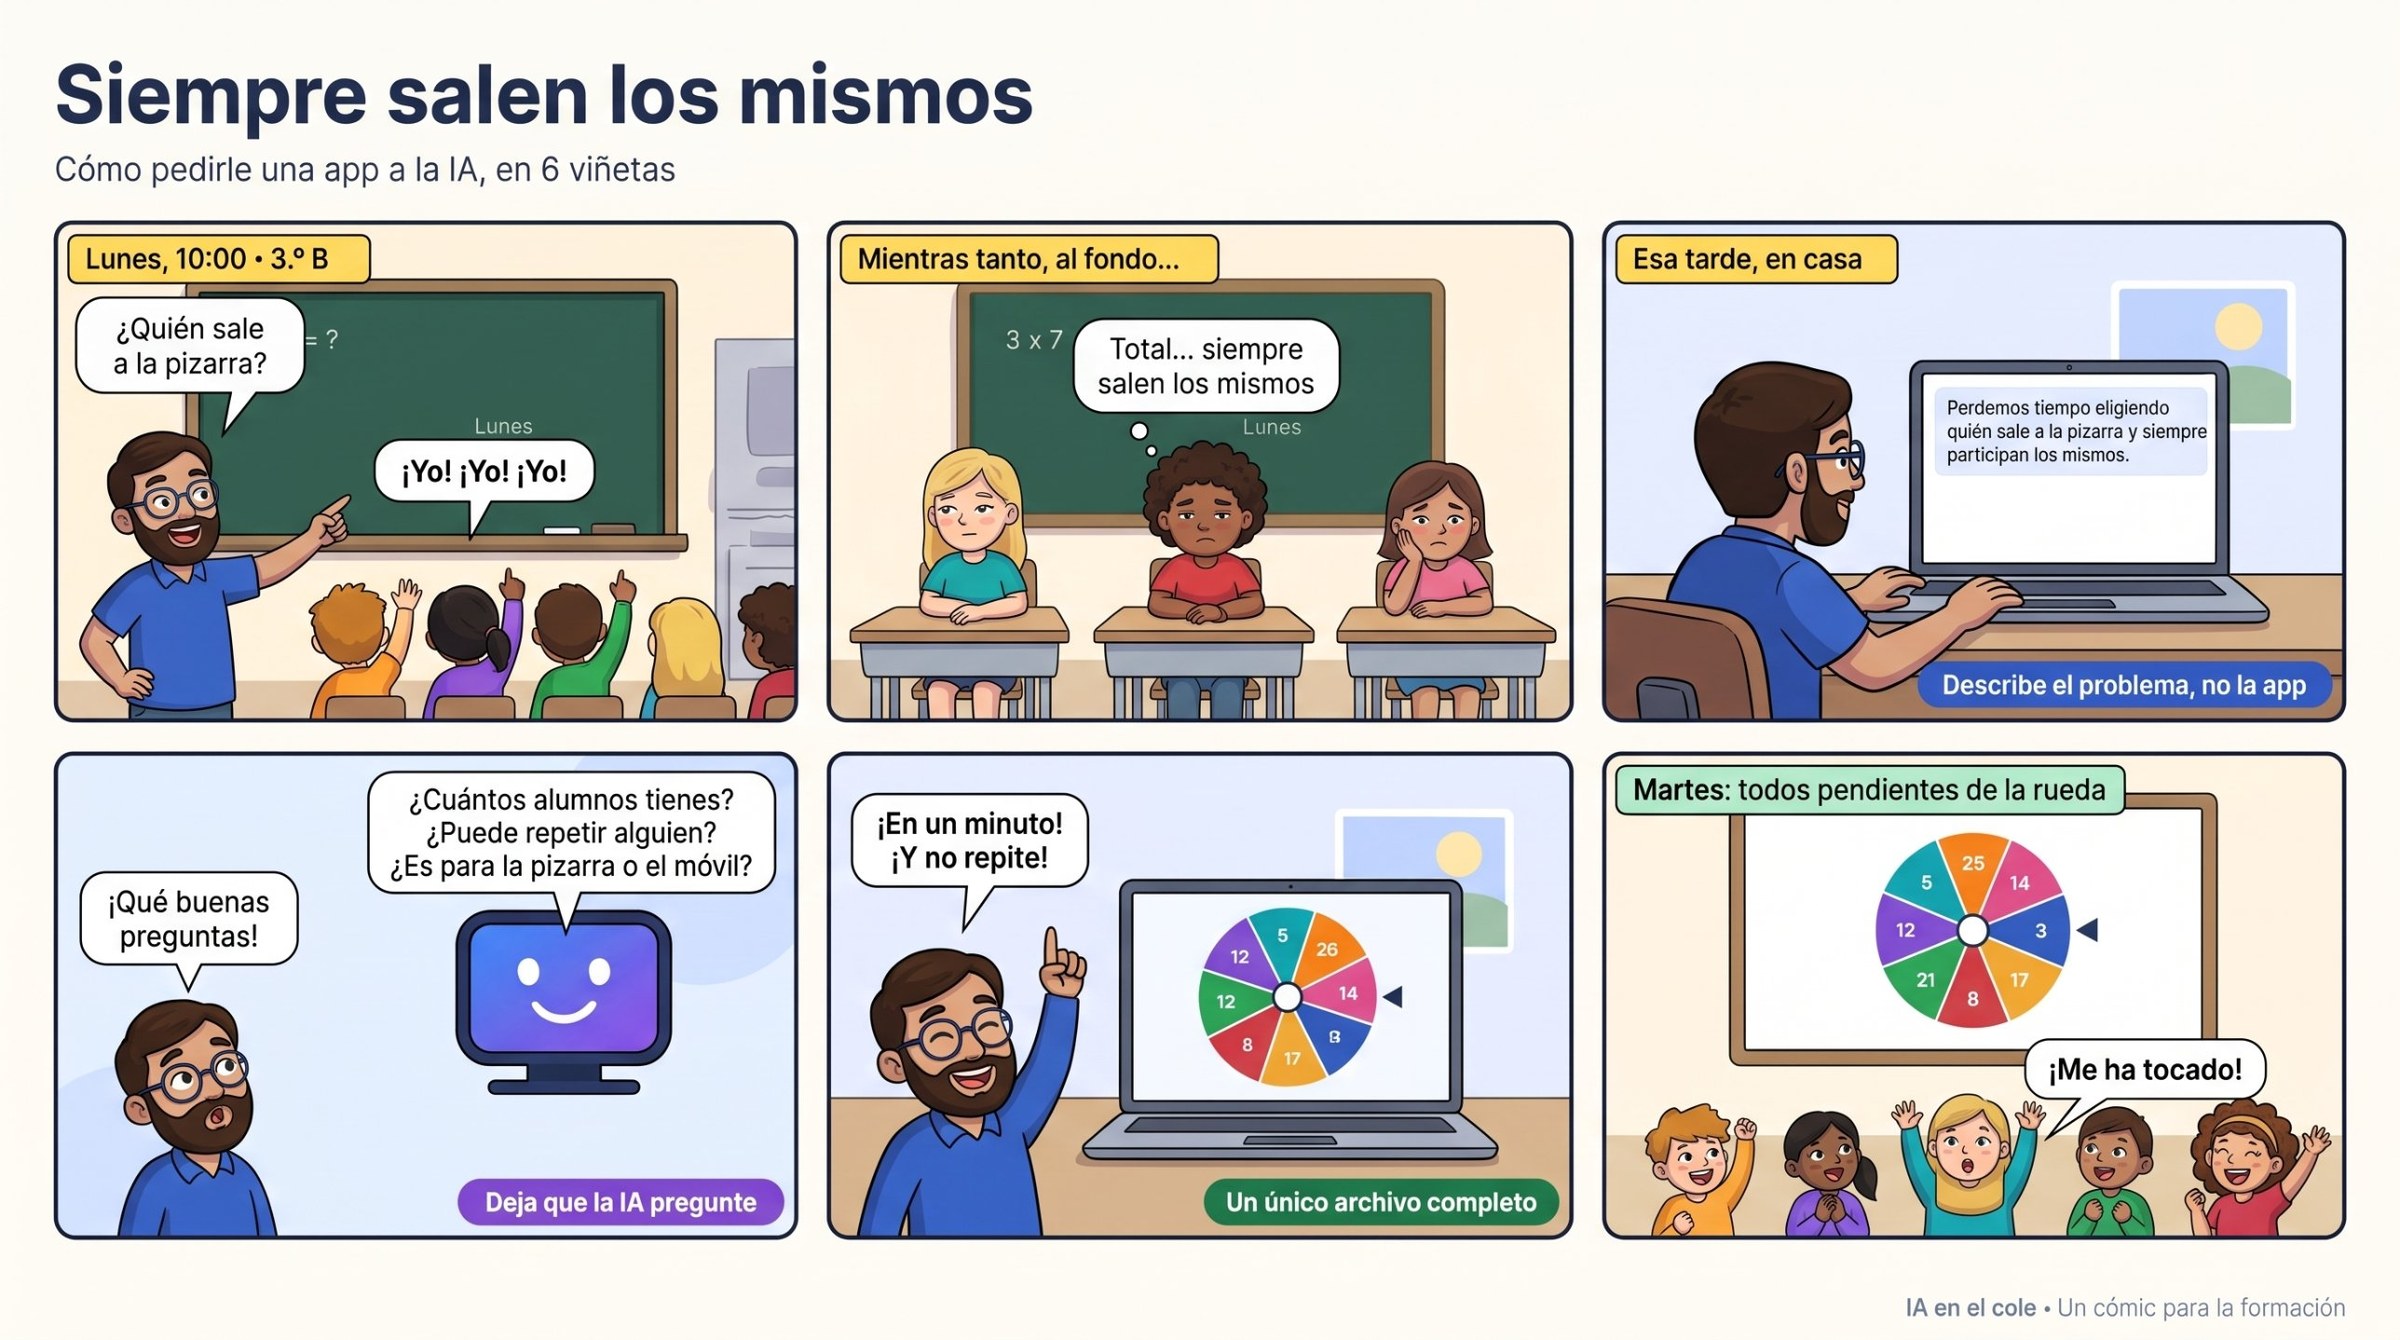 Siempre salen los mismos
Cómo pedirle una app a la IA, en 6 viñetas
Lunes, 10:00 • 3.º B
¿Quién sale
a la pizarra?
= ?
Lunes
¡Yo! ¡Yo! ¡Yo!
Mientras tanto, al fondo...
3 x 7
Total... siempre
salen los mismos
Lunes
Esa tarde, en casa
Perdemos tiempo eligiendo
quién sale a la pizarra y siempre
participan los mismos.
Describe el problema, no la app
¿Cuántos alumnos tienes?
¿Puede repetir alguien?
¿Es para la pizarra o el móvil?
¡Qué buenas
preguntas!
Deja que la IA pregunte
¡En un minuto!
¡Y no repite!
5
26
14
17
8
12
12
Un único archivo completo
Martes: todos pendientes de la rueda
25
14
3
17
8
21
12
5
¡Me ha tocado!
IA en el cole • Un cómic para la formación